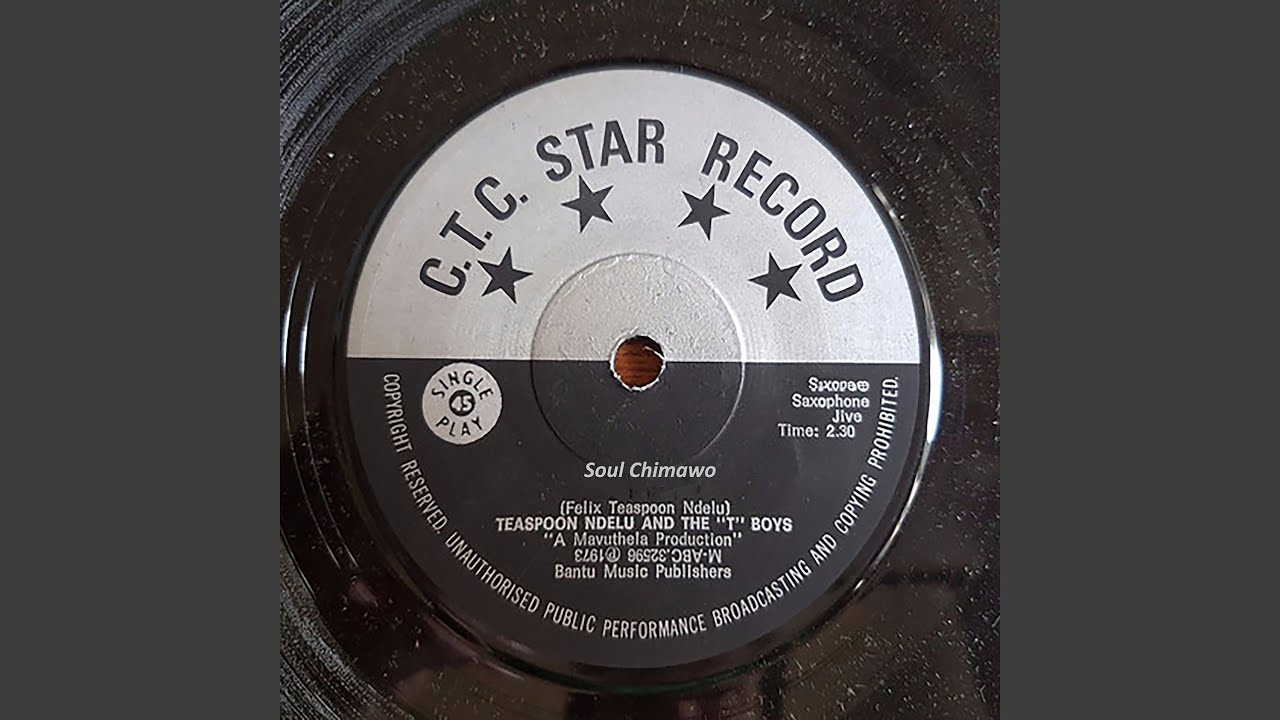 C.T.C. STAR RECORD
SINGLE
45
PLAY
Saxophone
Jive
Time: 2.30
Soul Chimawo
(Felix Teaspoon Ndelu)
TEASPOON NDELU AND THE "T" BOYS
"A Mavuthela Production"
M-ABC.32596 ℗1973
Bantu Music Publishers
COPYRIGHT RESERVED. UNAUTHORISED PUBLIC PERFORMANCE BROADCASTING AND COPYING PROHIBITED.